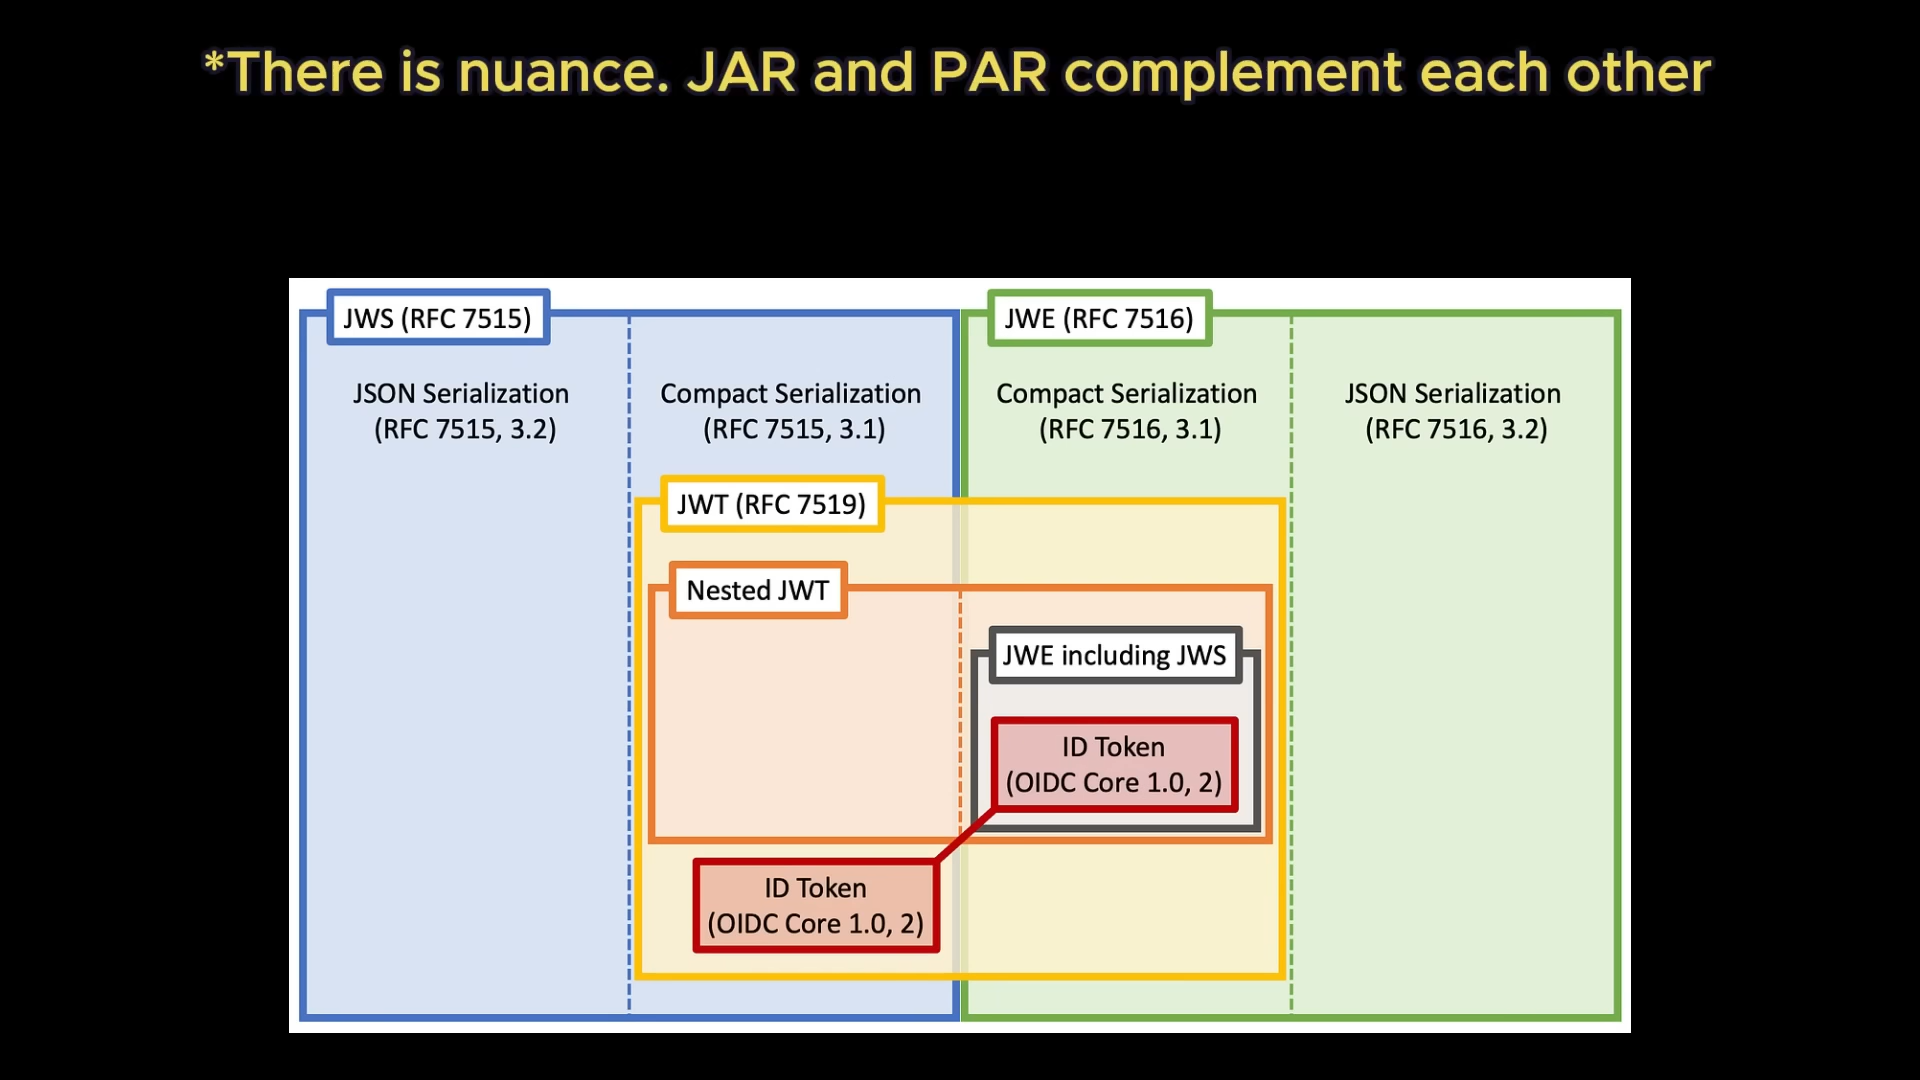 *There is nuance. JAR and PAR complement each other
JWS (RFC 7515)
JWE (RFC 7516)
JSON Serialization
(RFC 7515, 3.2)
Compact Serialization
(RFC 7515, 3.1)
Compact Serialization
(RFC 7516, 3.1)
JSON Serialization
(RFC 7516, 3.2)
JWT (RFC 7519)
Nested JWT
JWE including JWS
ID Token
(OIDC Core 1.0, 2)
ID Token
(OIDC Core 1.0, 2)